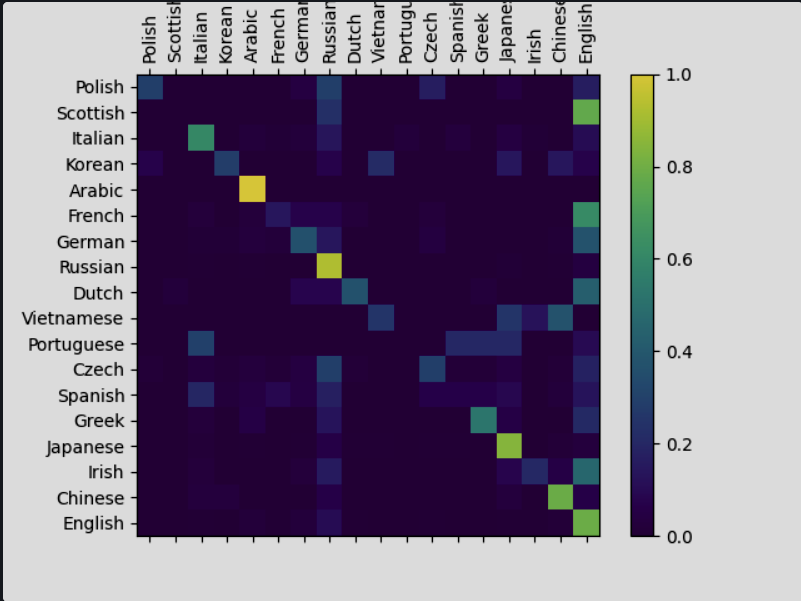 Polish
Scottish
Italian
Korean
Arabic
French
German
Russian
Dutch
Vietnam
Portugu
Czech
Spanish
Greek
Japanes
Irish
Chinese
English
Polish
Scottish
Italian
Korean
Arabic
French
German
Russian
Dutch
Vietnamese
Portuguese
Czech
Spanish
Greek
Japanese
Irish
Chinese
English
1.0
0.8
0.6
0.4
0.2
0.0